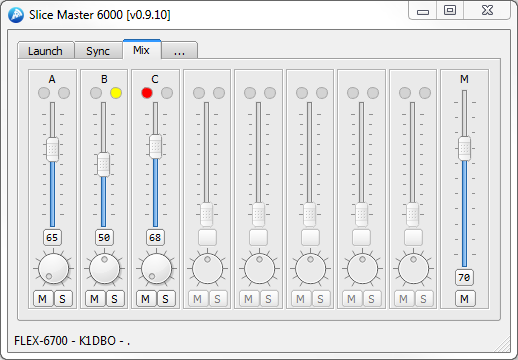 Slice Master 6000 [v0.9.10]
Launch Sync Mix ...
A B C M
65 50 68
70
M S M S M S M S M S M S M S M S M
FLEX-6700 - K1DBO - .